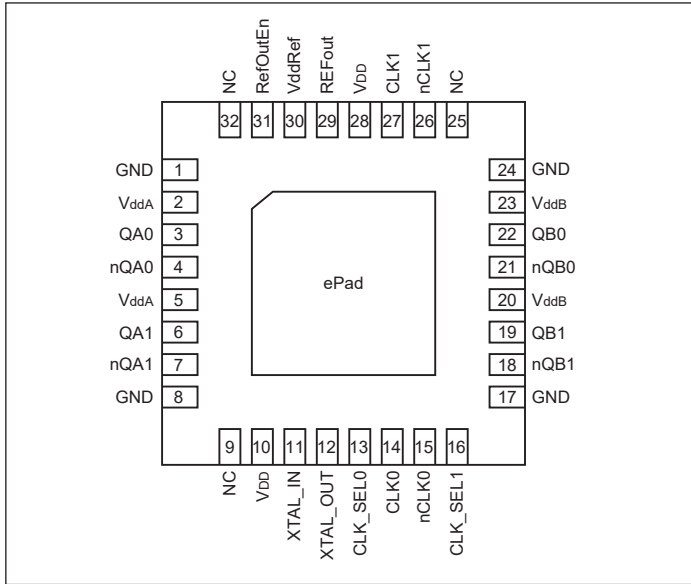 NC
RefOutEn
VddRef
REFout
VDD
CLK1
nCLK1
NC
32 31 30 29 28 27 26 25
GND 1
VddA 2
QA0 3
nQA0 4
VddA 5
QA1 6
nQA1 7
GND 8
ePad
24 GND
23 VddB
22 QB0
21 nQB0
20 VddB
19 QB1
18 nQB1
17 GND
9 10 11 12 13 14 15 16
NC
VDD
XTAL_IN
XTAL_OUT
CLK_SEL0
CLK0
nCLK0
CLK_SEL1